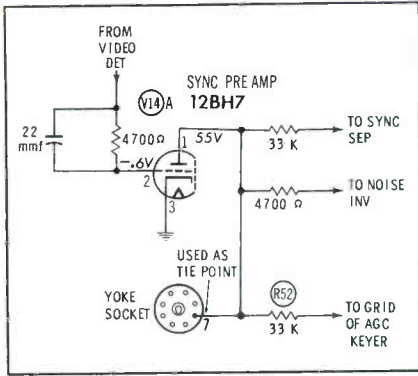 FROM
VIDEO
DET
SYNC PRE AMP
V14 A 12BH7
22
mmf
4700Ω
-.6V
1
55V
2
3
33 K
TO SYNC
SEP
4700 Ω
TO NOISE
INV
USED AS
TIE POINT
YOKE
SOCKET
7
R52
33 K
TO GRID
OF AGC
KEYER